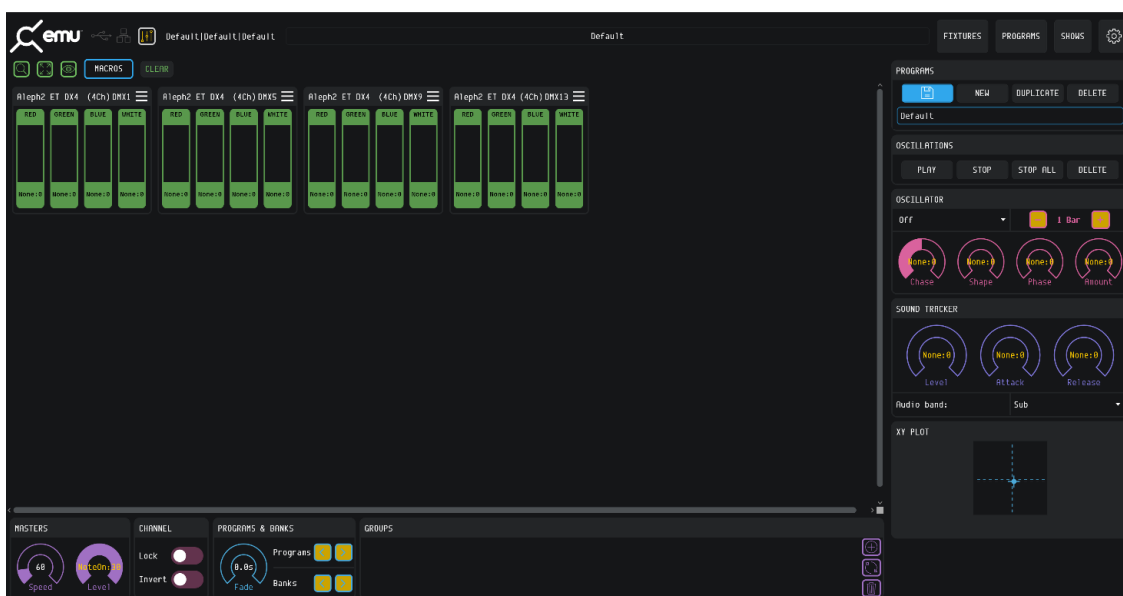 emu Default|Default|Default Default FIXTURES PROGRAMS SHOWS
MACROS CLEAR
Aleph2 ET DX4 (4Ch) DMX1 Aleph2 ET DX4 (4Ch) DMX5 Aleph2 ET DX4 (4Ch) DMX9 Aleph2 ET DX4 (4Ch) DMX13
RED GREEN BLUE WHITE RED GREEN BLUE WHITE RED GREEN BLUE WHITE RED GREEN BLUE WHITE
None:0 None:0 None:0 None:0 None:0 None:0 None:0 None:0 None:0 None:0 None:0 None:0 None:0 None:0 None:0 None:0
PROGRAMS
NEW DUPLICATE DELETE
Default
OSCILLATIONS
PLAY STOP STOP ALL DELETE
OSCILLATOR
Off - 1 Bar +
None:0 None:0 None:0 None:0
Chase Shape Phase Amount
SOUND TRACKER
None:0 None:0 None:0
Level Attack Release
Audio band: Sub
XY PLOT
MASTERS CHANNEL PROGRAMS & BANKS GROUPS
60 NoteOn:30 Lock 0.0s Programs < >
Speed Level Invert Fade Banks < >